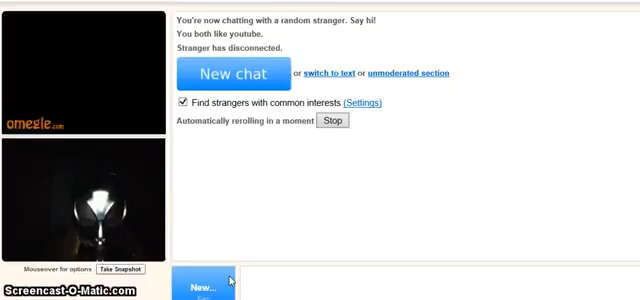 You're now chatting with a random stranger. Say hi!
You both like youtube.
Stranger has disconnected.
New chat or switch to text or unmoderated section
Find strangers with common interests (Settings)
Automatically rerolling in a moment Stop
omegle.com
Mouseover for options Take Snapshot
New...
Esc
Screencast-O-Matic.com